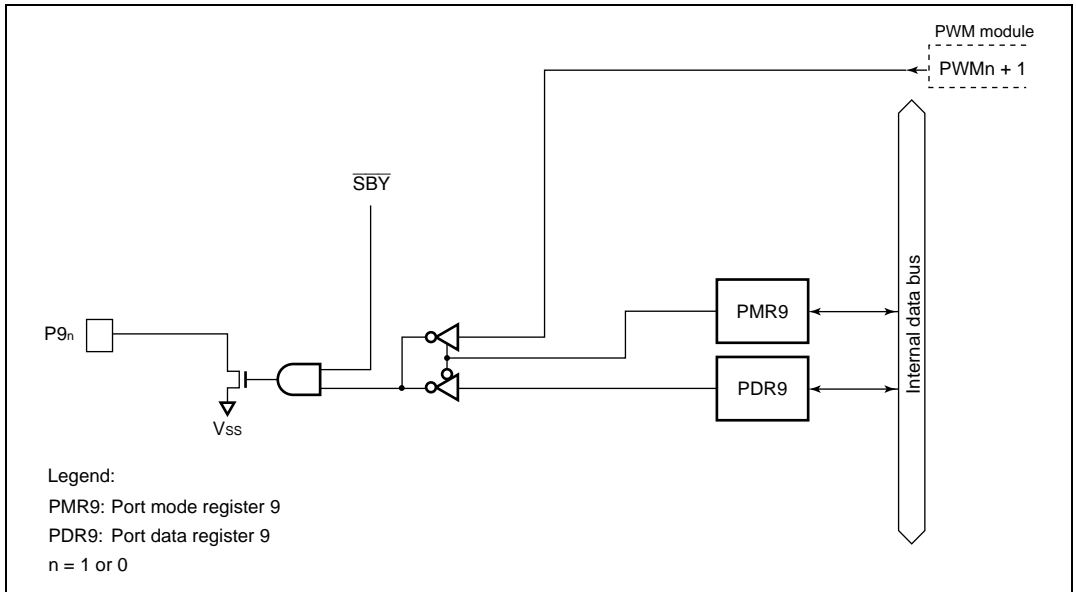 PWM module
PWMn + 1
SBY
Internal data bus
PMR9
P9n
PDR9
VSS
Legend:
PMR9: Port mode register 9
PDR9: Port data register 9
n = 1 or 0